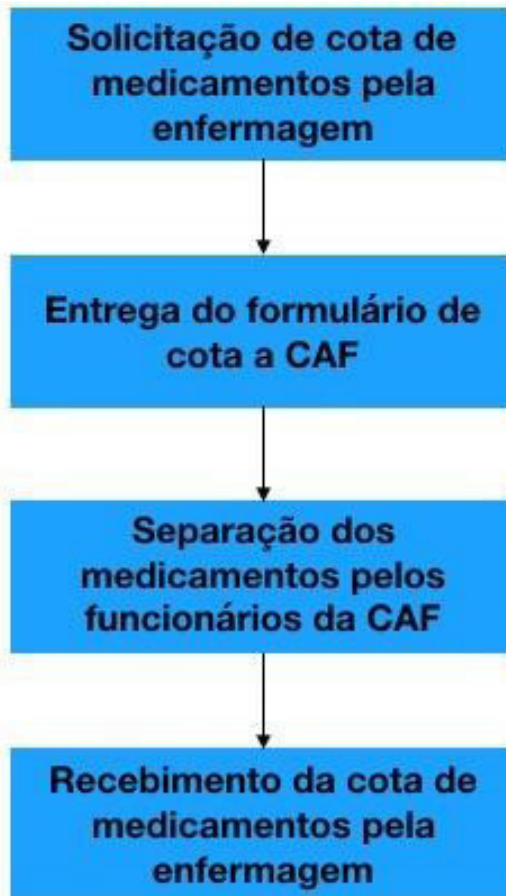 Solicitação de cota de
medicamentos pela
enfermagem
Entrega do formulário de
cota a CAF
Separação dos
medicamentos pelos
funcionários da CAF
Recebimento da cota de
medicamentos pela
enfermagem